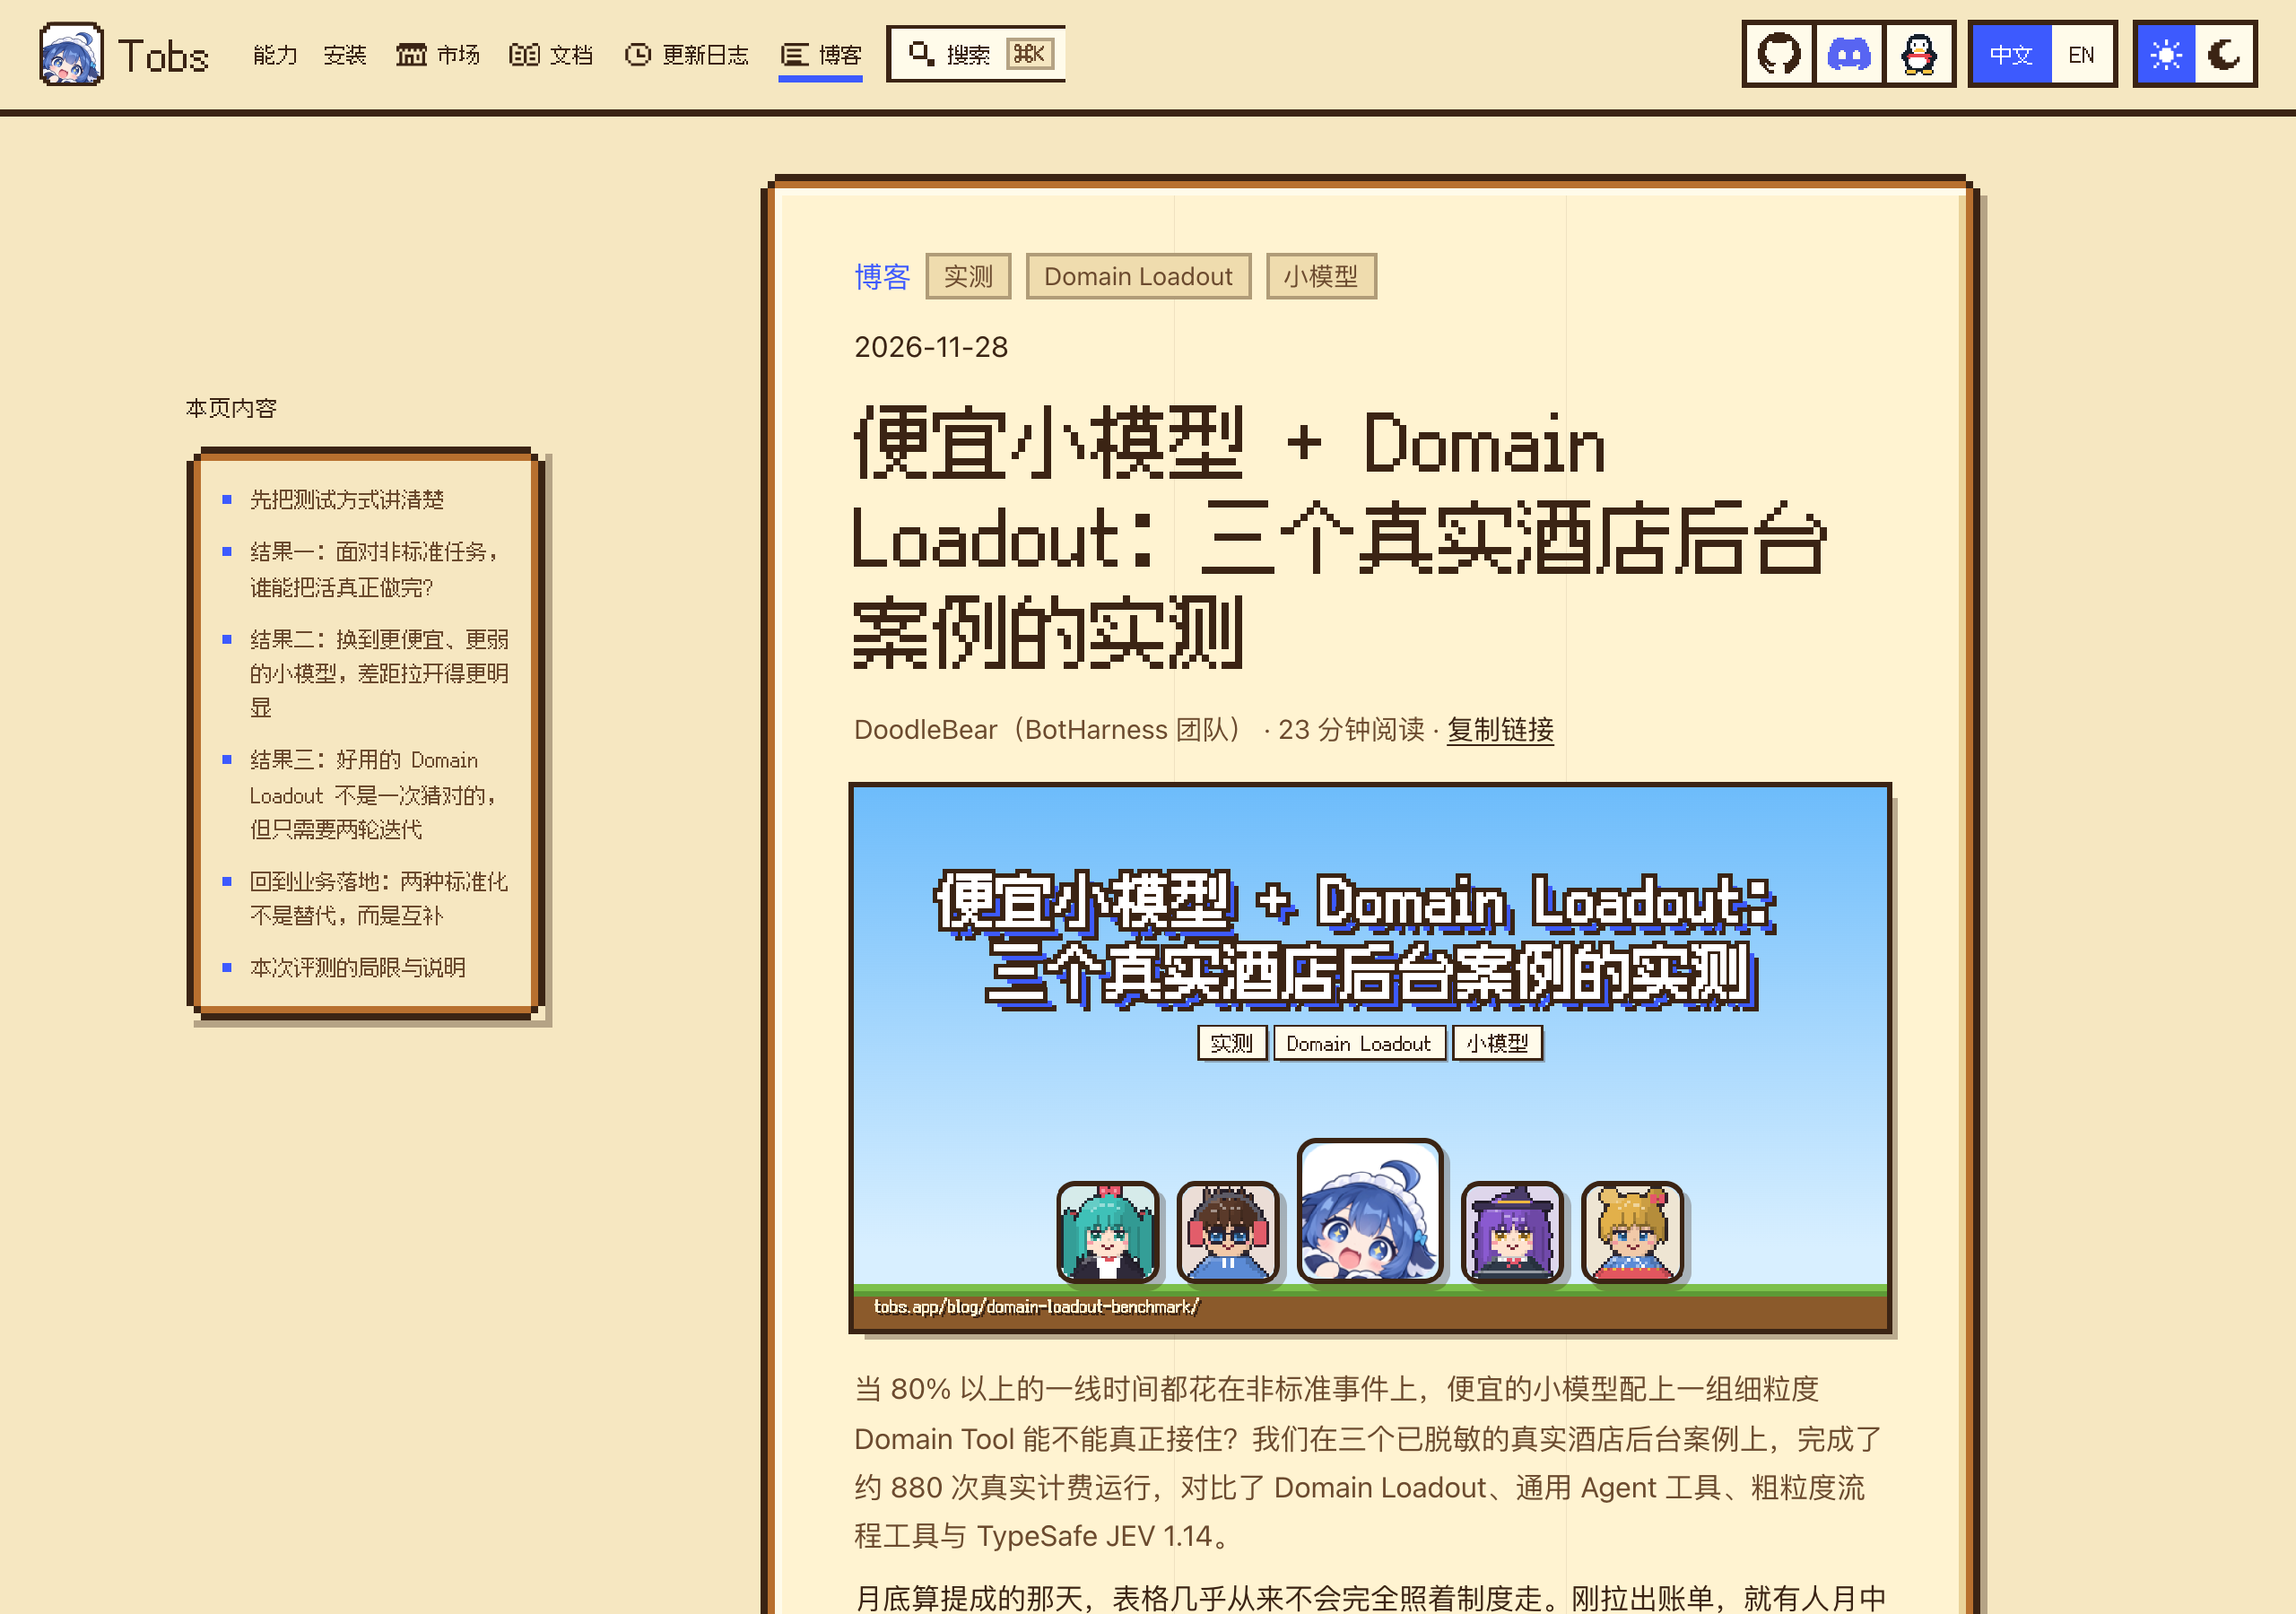 Tobs 能力 安装 市场 文档 更新日志 博客 搜索 ⌘K 中文 EN
本页内容
先把测试方式讲清楚
结果一：面对非标准任务，
谁能把活真正做完？
结果二：换到更便宜、更弱
的小模型，差距拉开得更明
显
结果三：好用的 Domain
Loadout 不是一次猜对的，
但只需要两轮迭代
回到业务落地：两种标准化
不是替代，而是互补
本次评测的局限与说明
博客 实测 Domain Loadout 小模型
2026-11-28
便宜小模型 + Domain
Loadout：三个真实酒店后台
案例的实测
DoodleBear（BotHarness 团队） · 23 分钟阅读 · 复制链接
便宜小模型 + Domain Loadout：
三个真实酒店后台案例的实测
实测 Domain Loadout 小模型
tobs.app/blog/domain-loadout-benchmark/
当 80% 以上的一线时间都花在非标准事件上，便宜的小模型配上一组细粒度
Domain Tool 能不能真正接住？我们在三个已脱敏的真实酒店后台案例上，完成了
约 880 次真实计费运行，对比了 Domain Loadout、通用 Agent 工具、粗粒度流
程工具与 TypeSafe JEV 1.14。
月底算提成的那天，表格几乎从来不会完全照着制度走。刚拉出账单，就有人月中